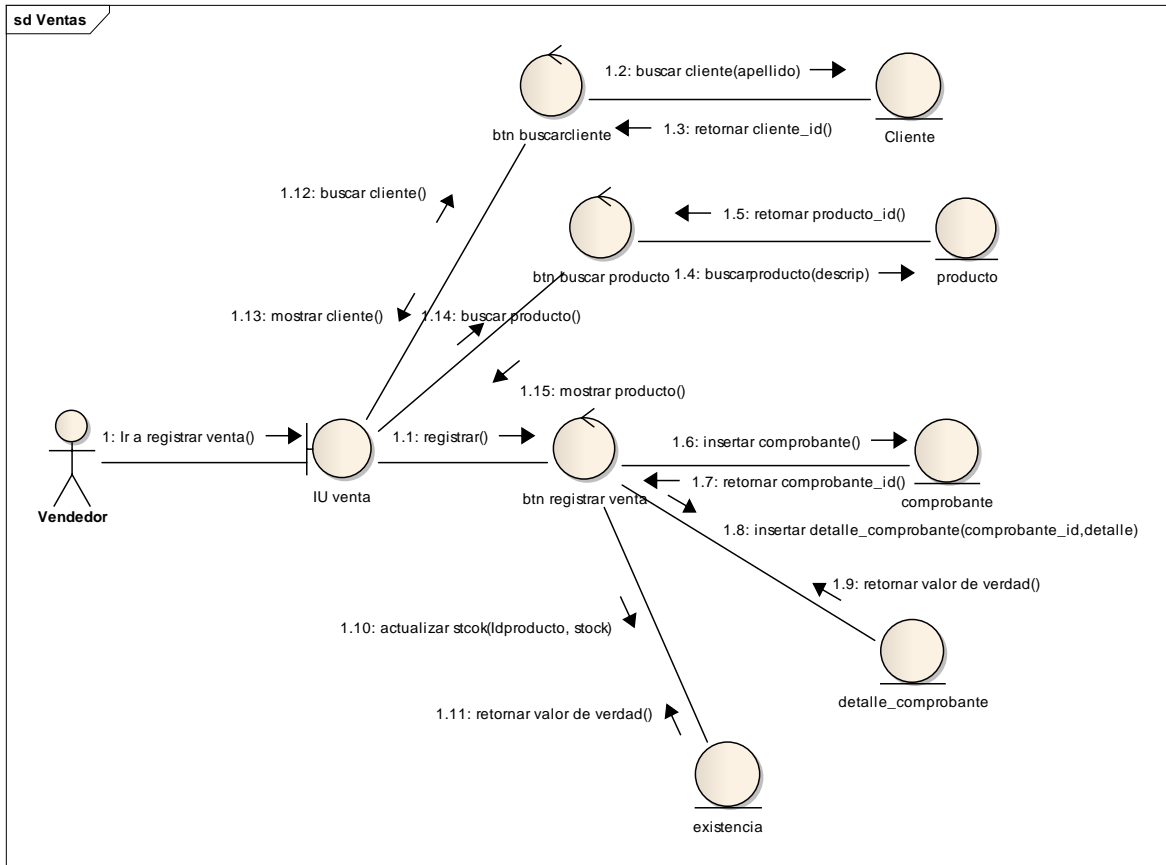 sd Ventas
1.2: buscar cliente(apellido)
btn buscarcliente
1.3: retornar cliente_id()
Cliente
1.12: buscar cliente()
1.5: retornar producto_id()
btn buscar producto
1.4: buscarproducto(descrip)
producto
1.13: mostrar cliente()
1.14: buscar producto()
1.15: mostrar producto()
1: Ir a registrar venta()
1.1: registrar()
1.6: insertar comprobante()
1.7: retornar comprobante_id()
IU venta
btn registrar venta
comprobante
Vendedor
1.8: insertar detalle_comprobante(comprobante_id,detalle)
1.9: retornar valor de verdad()
1.10: actualizar stcok(Idproducto, stock)
detalle_comprobante
1.11: retornar valor de verdad()
existencia